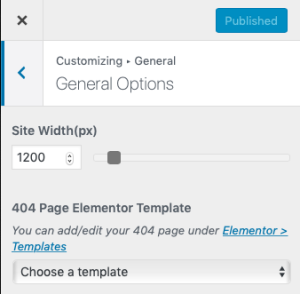 Published
Customizing ▸ General
General Options
Site Width(px)
1200
404 Page Elementor Template
You can add/edit your 404 page under Elementor >
Templates
Choose a template